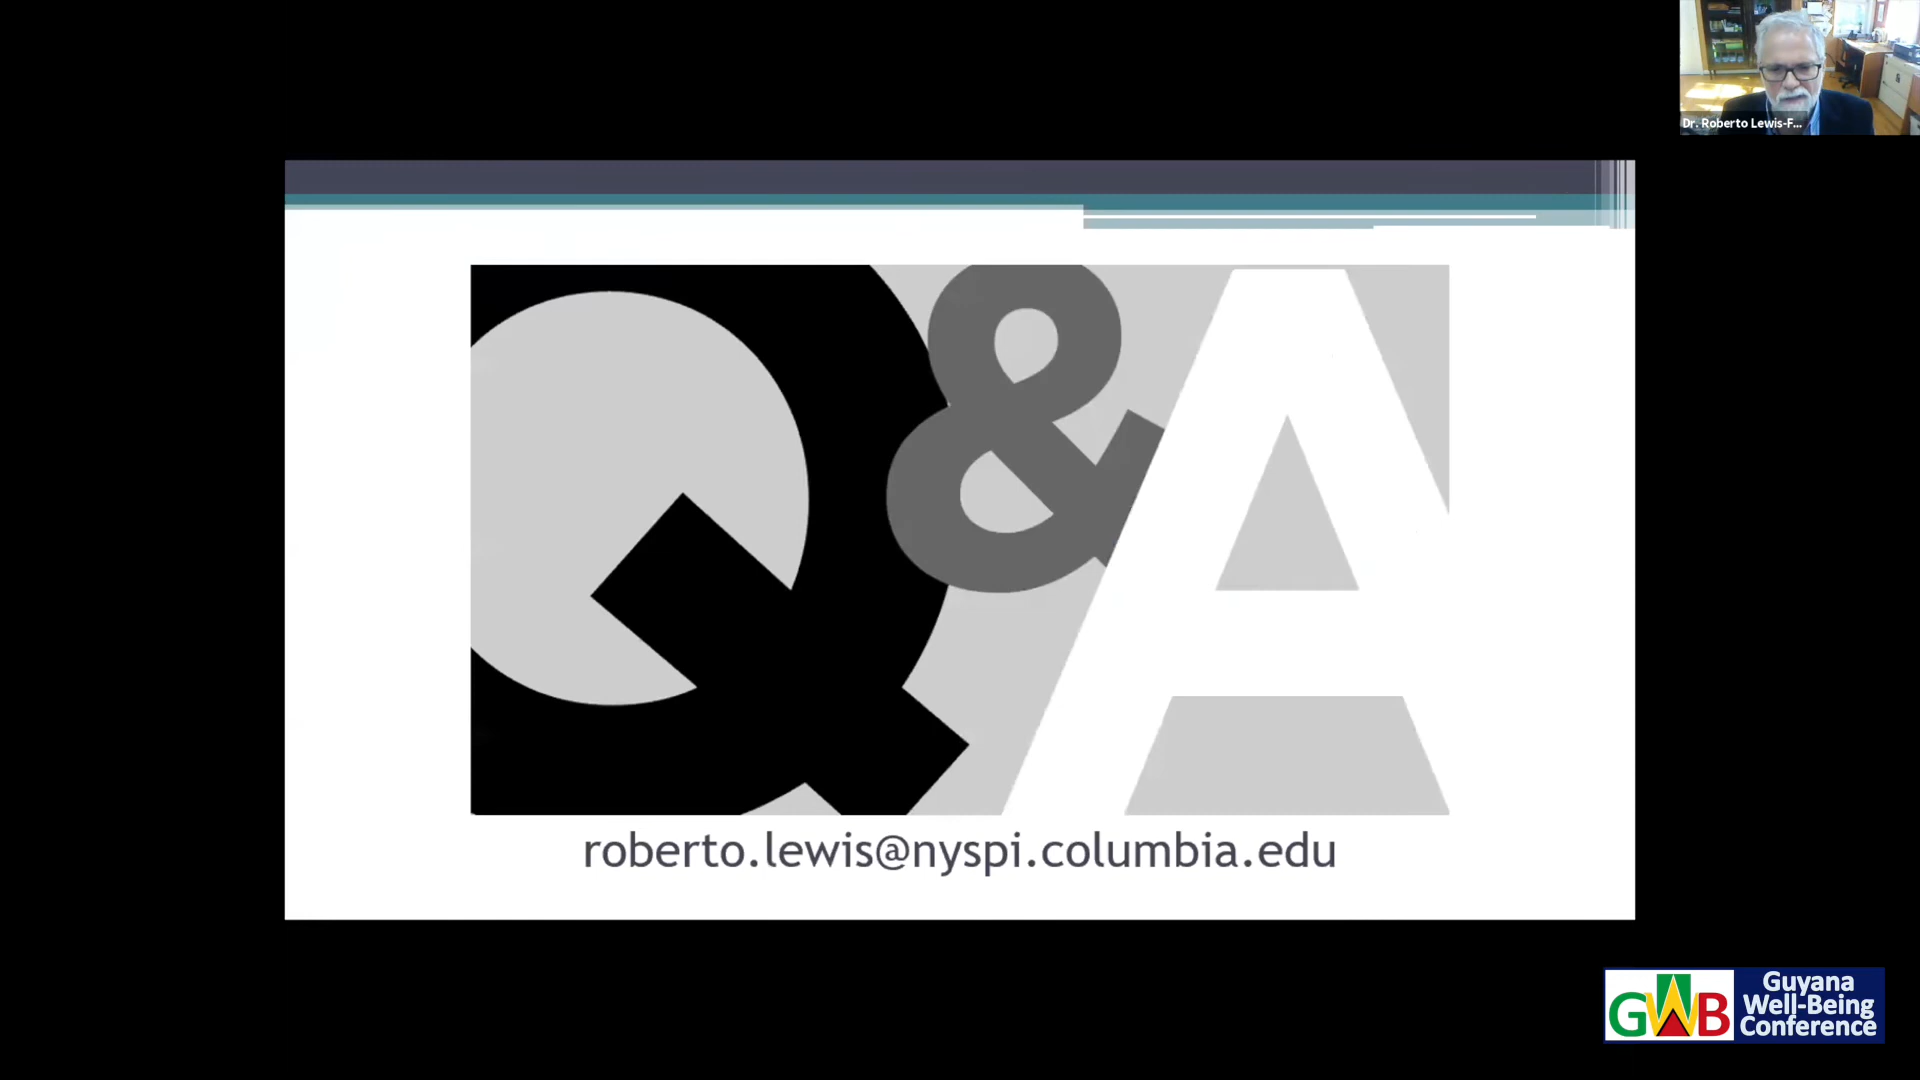 Dr. Roberto Lewis-F...
Q&A
roberto.lewis@nyspi.columbia.edu
GWB
Guyana
Well-Being
Conference